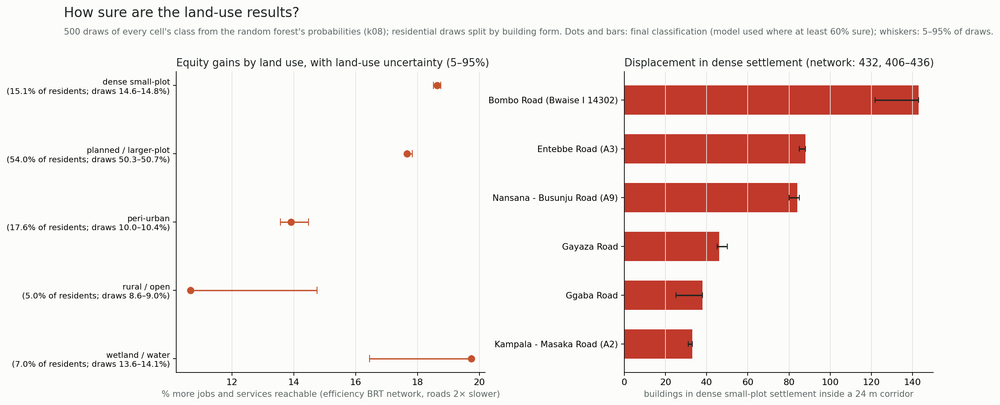 How sure are the land-use results?
500 draws of every cell's class from the random forest's probabilities (k08); residential draws split by building form. Dots and bars: final classification (model used where at least 60% sure); whiskers: 5–95% of draws.
Equity gains by land use, with land-use uncertainty (5–95%)
dense small-plot
(15.1% of residents; draws 14.6–14.8%)
planned / larger-plot
(54.0% of residents; draws 50.3–50.7%)
peri-urban
(17.6% of residents; draws 10.0–10.4%)
rural / open
(5.0% of residents; draws 8.6–9.0%)
wetland / water
(7.0% of residents; draws 13.6–14.1%)
12 14 16 18 20
% more jobs and services reachable (efficiency BRT network, roads 2× slower)
Displacement in dense settlement (network: 432, 406–436)
Bombo Road (Bwaise I 14302)
Entebbe Road (A3)
Nansana - Busunju Road (A9)
Gayaza Road
Ggaba Road
Kampala - Masaka Road (A2)
0 20 40 60 80 100 120 140
buildings in dense small-plot settlement inside a 24 m corridor